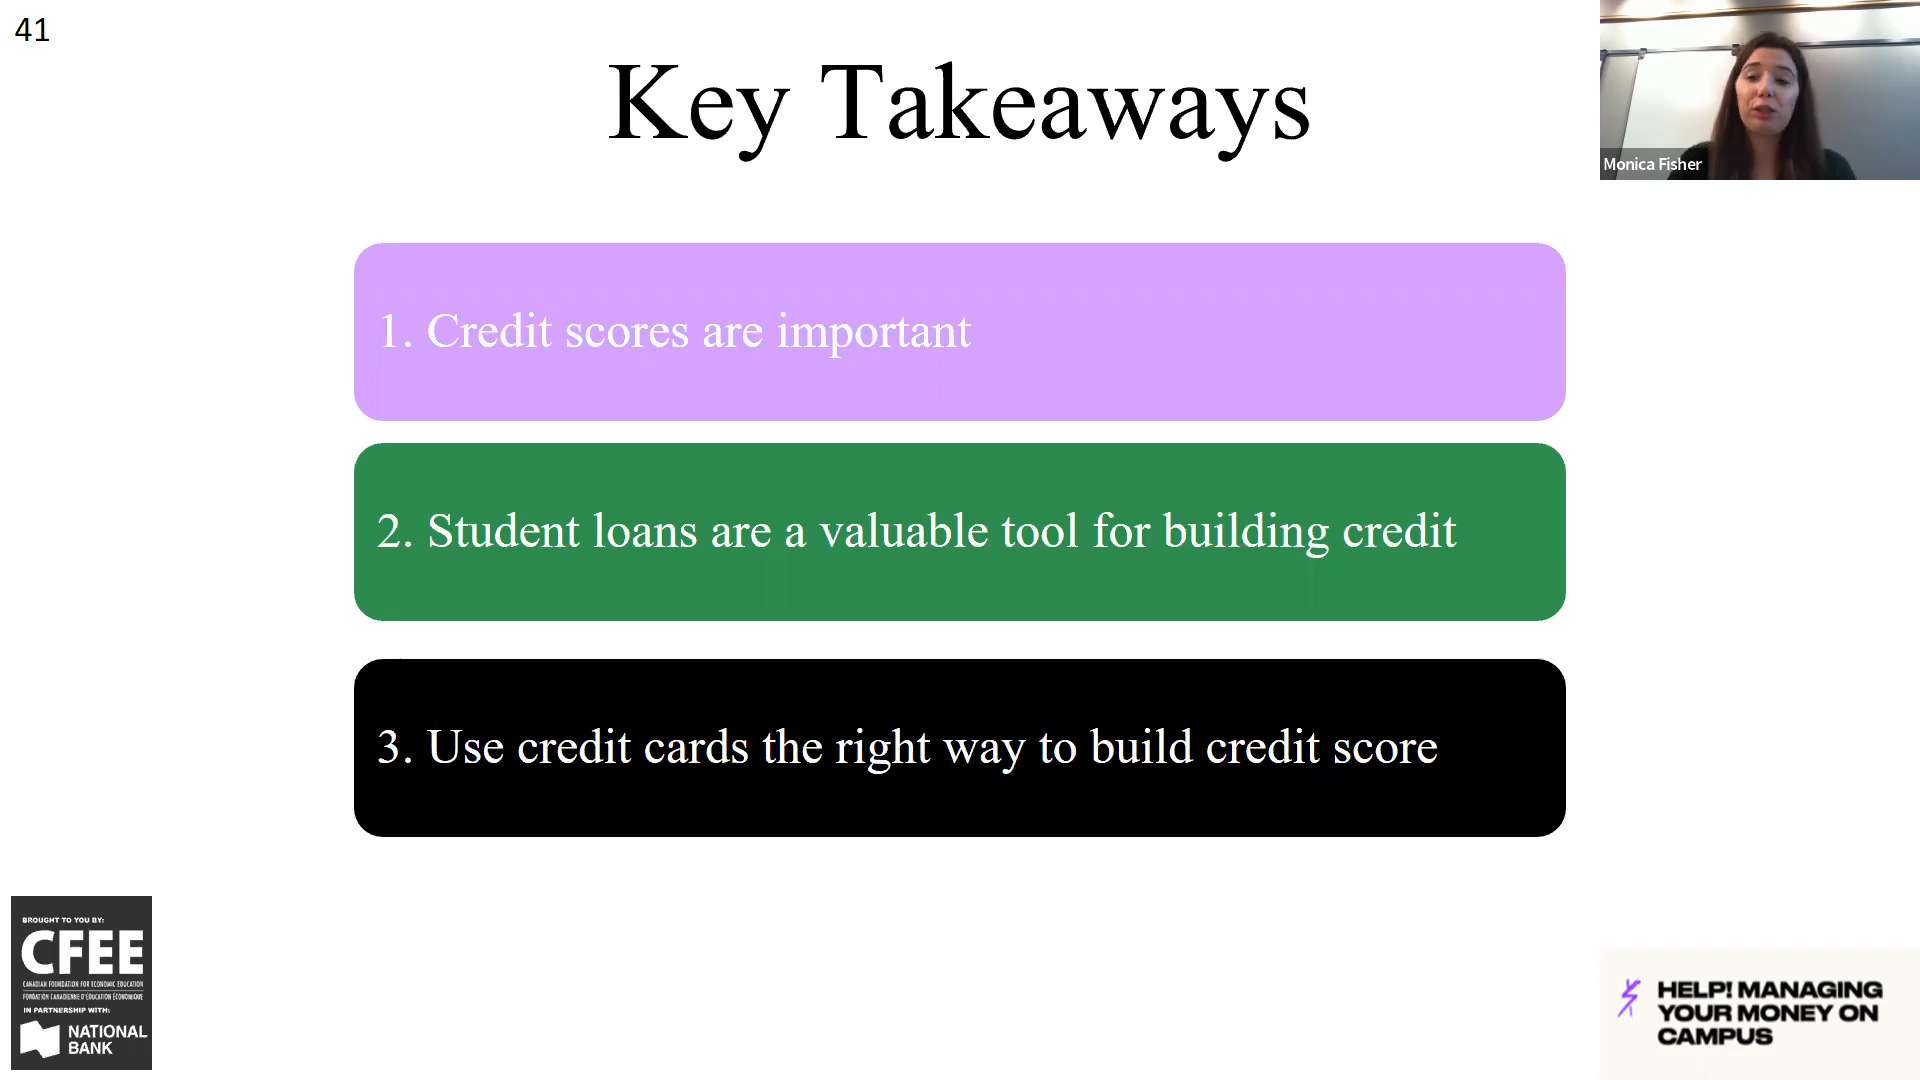 41
Key Takeaways
Monica Fisher
1. Credit scores are important
2. Student loans are a valuable tool for building credit
3. Use credit cards the right way to build credit score
BROUGHT TO YOU BY:
CFEE
CANADIAN FOUNDATION FOR ECONOMIC EDUCATION
FONDATION CANADIENNE D'ÉDUCATION ÉCONOMIQUE
IN PARTNERSHIP WITH:
NATIONAL
BANK
HELP! MANAGING
YOUR MONEY ON
CAMPUS